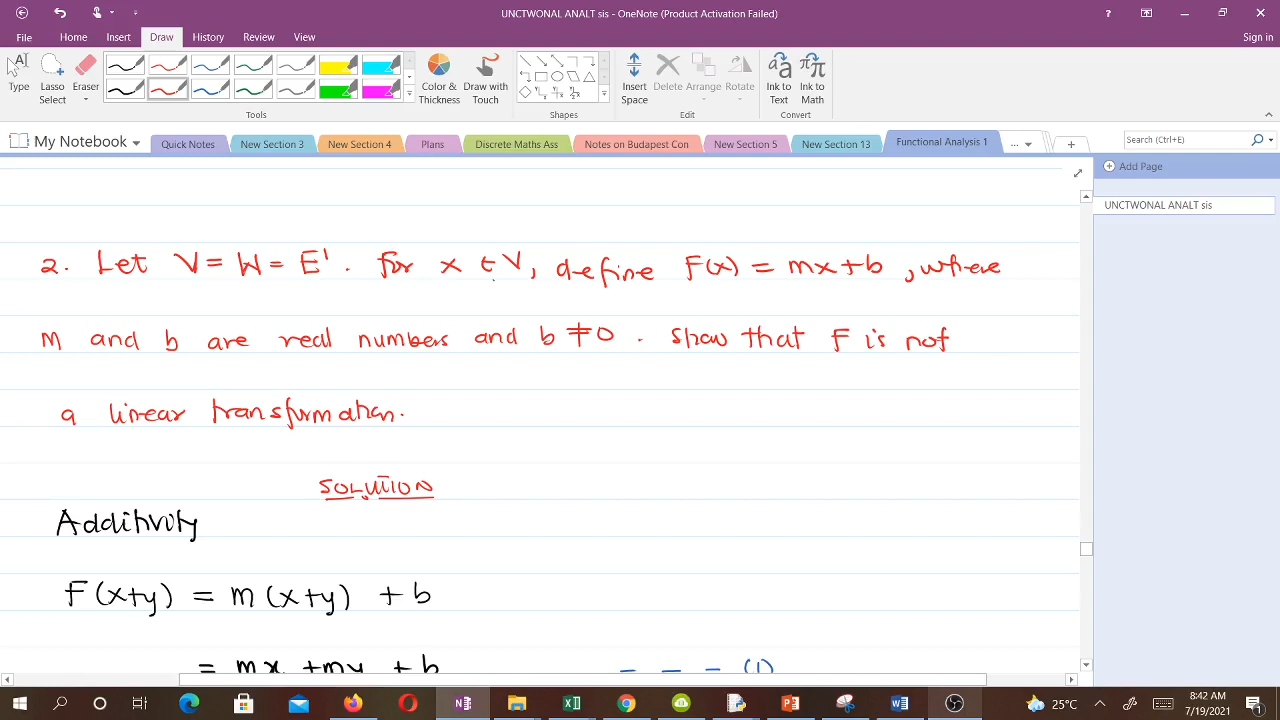 UNCTWONAL ANALT sis - OneNote (Product Activation Failed)
File Home Insert Draw History Review View Sign in
Type Lasso Select Eraser Color & Thickness Draw with Touch Insert Space Delete Arrange Rotate Ink to Text Ink to Math
Tools Shapes Edit Convert
My Notebook Quick Notes New Section 3 New Section 4 Plans Discrete Maths Ass Notes on Budapest Con New Section 5 New Section 13 Functional Analysis 1 ... Search (Ctrl+E)
Add Page
UNCTWONAL ANALT sis
2. Let V = W = E'. For x ∈ V, define F(x) = mx+b, where
m and b are real numbers and b ≠ 0. Show that F is not
a linear transformation.
SOLUTION
Additivity
F(x+y) = m(x+y) + b
= mx + my + b - - - (1)
25°C ENG 8:42 AM
7/19/2021